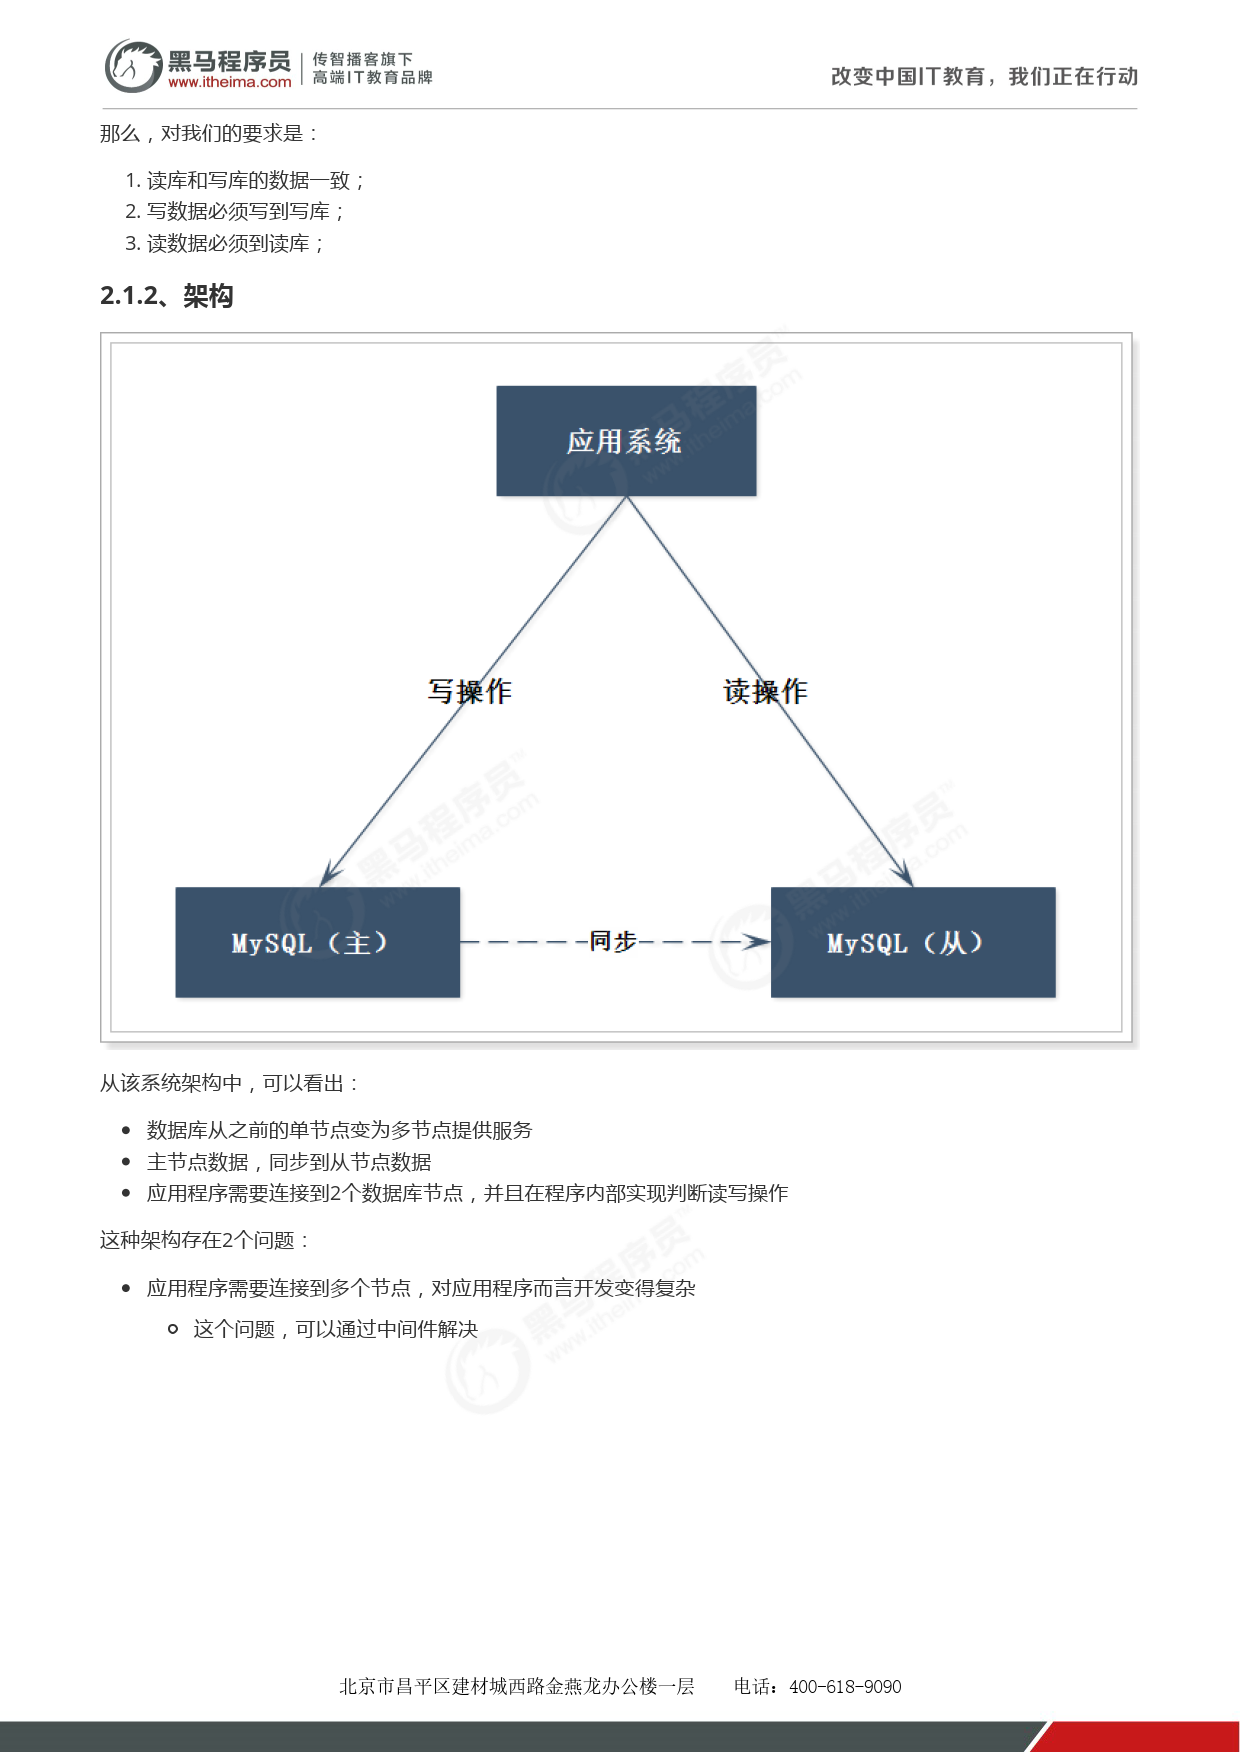 黑马程序员
www.itheima.com
传智播客旗下
高端IT教育品牌
改变中国IT教育，我们正在行动
那么，对我们的要求是：
1. 读库和写库的数据一致；
2. 写数据必须写到写库；
3. 读数据必须到读库；
2.1.2、架构
应用系统
写操作
读操作
MySQL（主）
同步
MySQL（从）
从该系统架构中，可以看出：
数据库从之前的单节点变为多节点提供服务
主节点数据，同步到从节点数据
应用程序需要连接到2个数据库节点，并且在程序内部实现判断读写操作
这种架构存在2个问题：
应用程序需要连接到多个节点，对应用程序而言开发变得复杂
这个问题，可以通过中间件解决
北京市昌平区建材城西路金燕龙办公楼一层 电话：400-618-9090